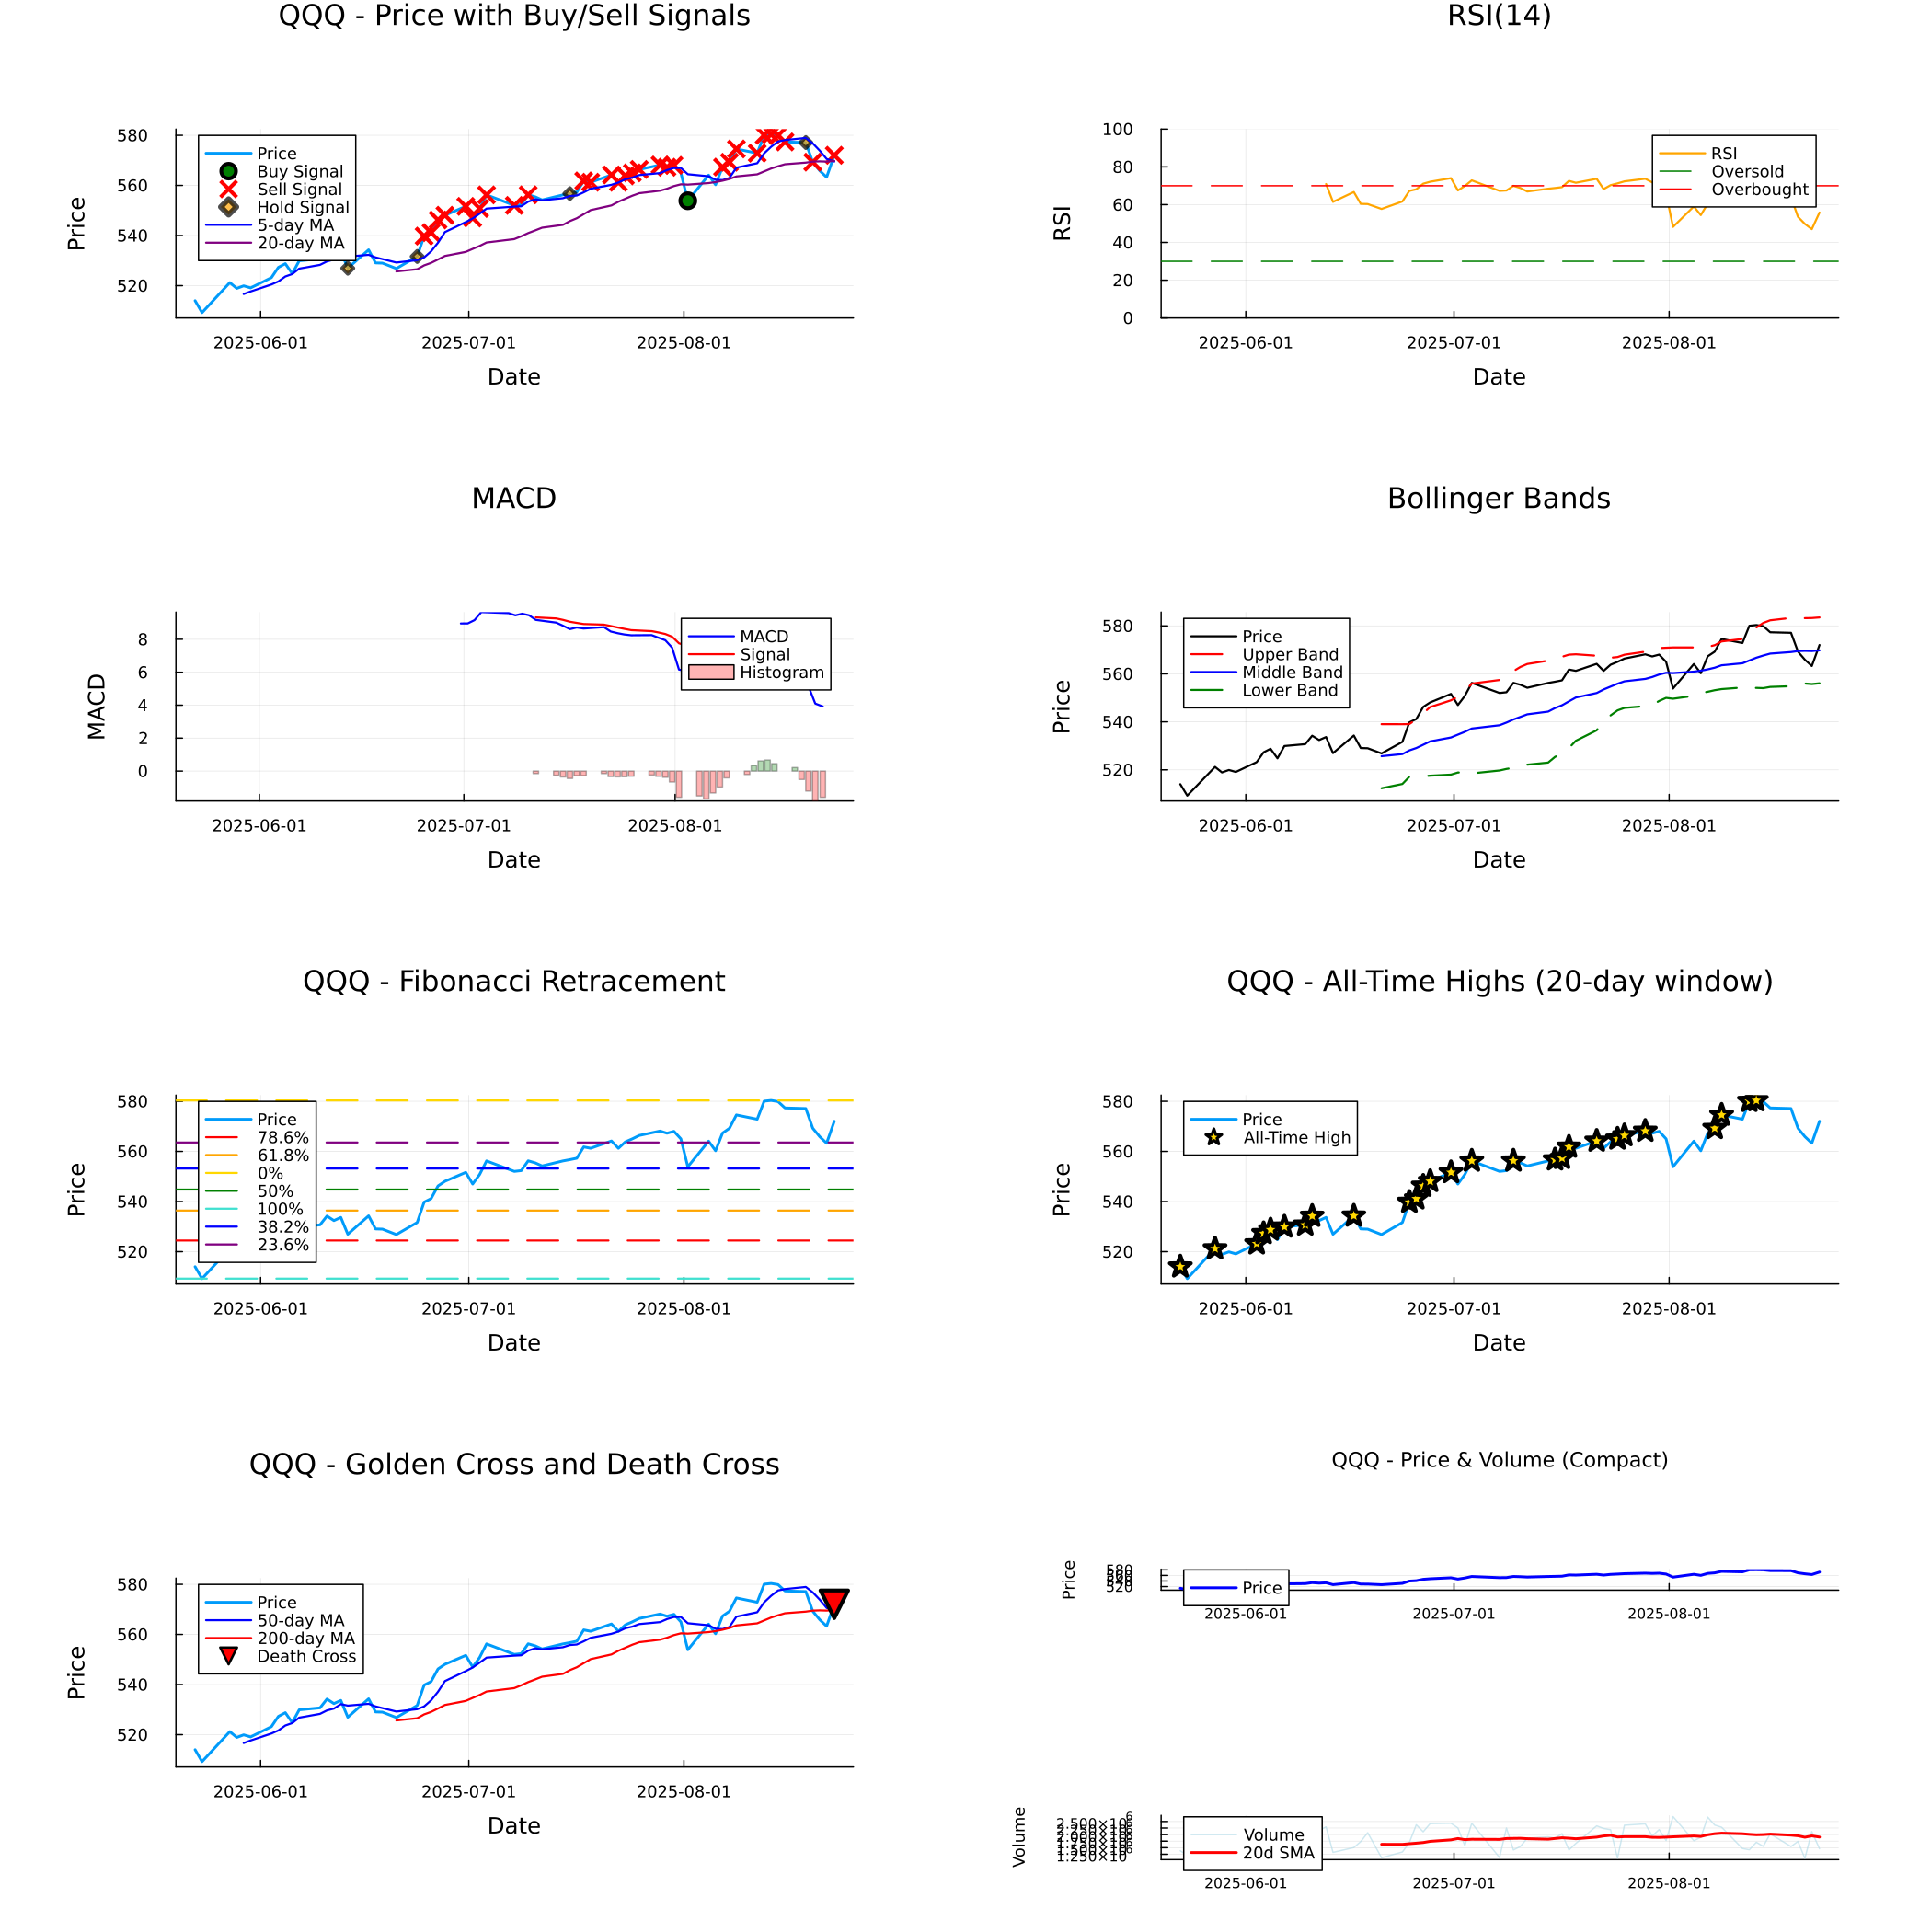 QQQ - Price with Buy/Sell Signals
Price
580
560
540
520
Price
Buy Signal
Sell Signal
Hold Signal
5-day MA
20-day MA
2025-06-01
2025-07-01
2025-08-01
Date
RSI(14)
RSI
100
80
60
40
20
0
RSI
Oversold
Overbought
2025-06-01
2025-07-01
2025-08-01
Date
MACD
MACD
8
6
4
2
0
MACD
Signal
Histogram
2025-06-01
2025-07-01
2025-08-01
Date
Bollinger Bands
Price
580
560
540
520
Price
Upper Band
Middle Band
Lower Band
2025-06-01
2025-07-01
2025-08-01
Date
QQQ - Fibonacci Retracement
Price
580
560
540
520
Price
78.6%
61.8%
0%
50%
100%
38.2%
23.6%
2025-06-01
2025-07-01
2025-08-01
Date
QQQ - All-Time Highs (20-day window)
Price
580
560
540
520
Price
All-Time High
2025-06-01
2025-07-01
2025-08-01
Date
QQQ - Golden Cross and Death Cross
Price
580
560
540
520
Price
50-day MA
200-day MA
Death Cross
2025-06-01
2025-07-01
2025-08-01
Date
QQQ - Price & Volume (Compact)
Price
580
520
Price
2025-06-01
2025-07-01
2025-08-01
Volume
Volume
20d SMA
2025-06-01
2025-07-01
2025-08-01